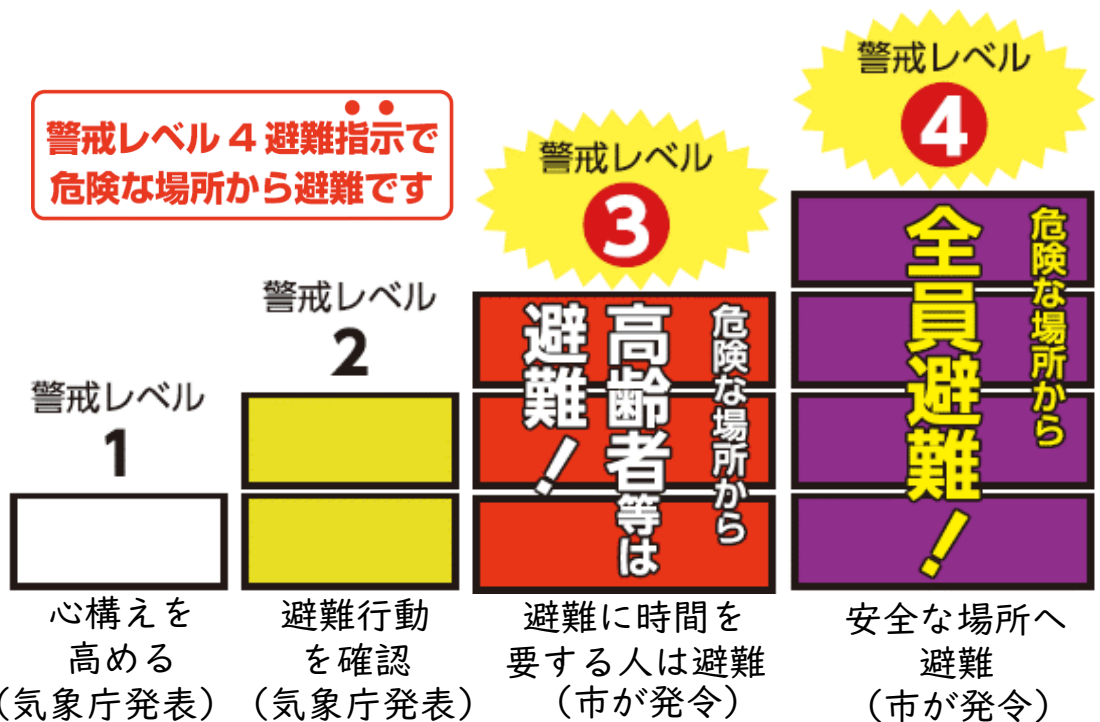 警戒レベル4避難指示で
危険な場所から避難です
警戒レベル
1
心構えを
高める
（気象庁発表）
警戒レベル
2
避難行動
を確認
（気象庁発表）
警戒レベル
3
危険な場所から
高齢者等は
避難！
避難に時間を
要する人は避難
（市が発令）
警戒レベル
4
危険な場所から
全員避難！
安全な場所へ
避難
（市が発令）